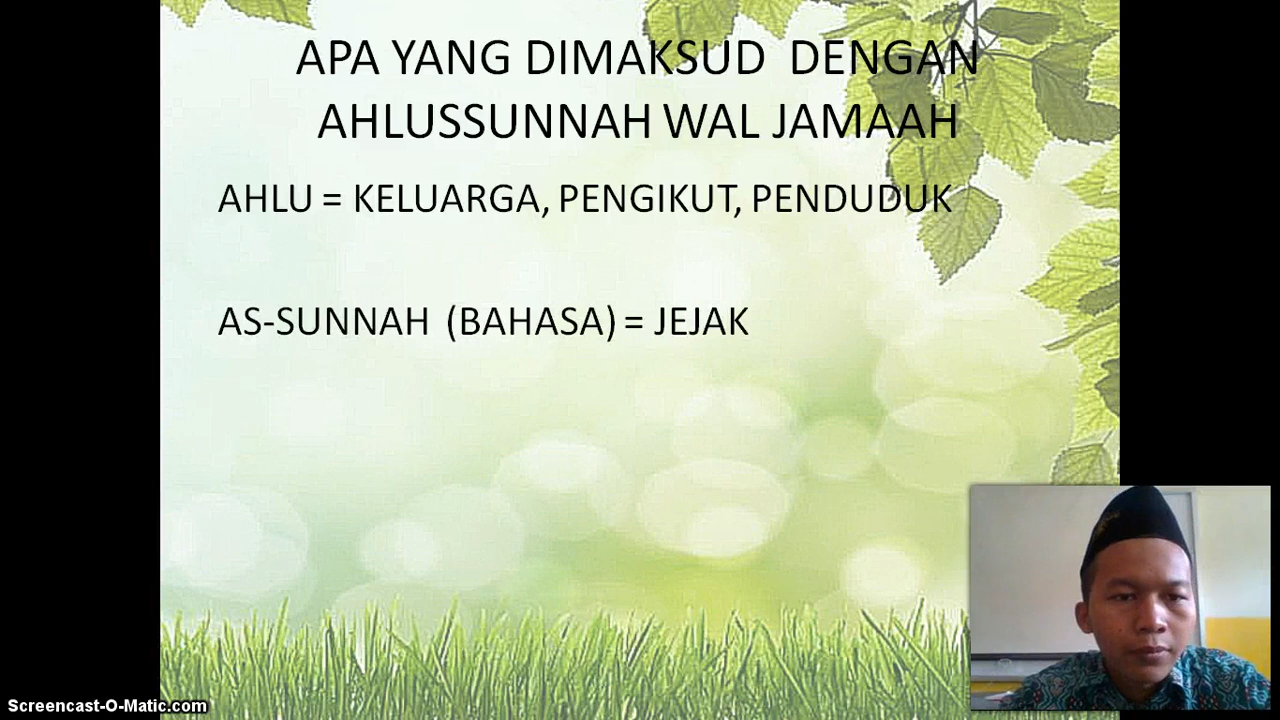 APA YANG DIMAKSUD DENGAN
AHLUSSUNNAH WAL JAMAAH
AHLU = KELUARGA, PENGIKUT, PENDUDUK
AS-SUNNAH (BAHASA) = JEJAK
Screencast-O-Matic.com